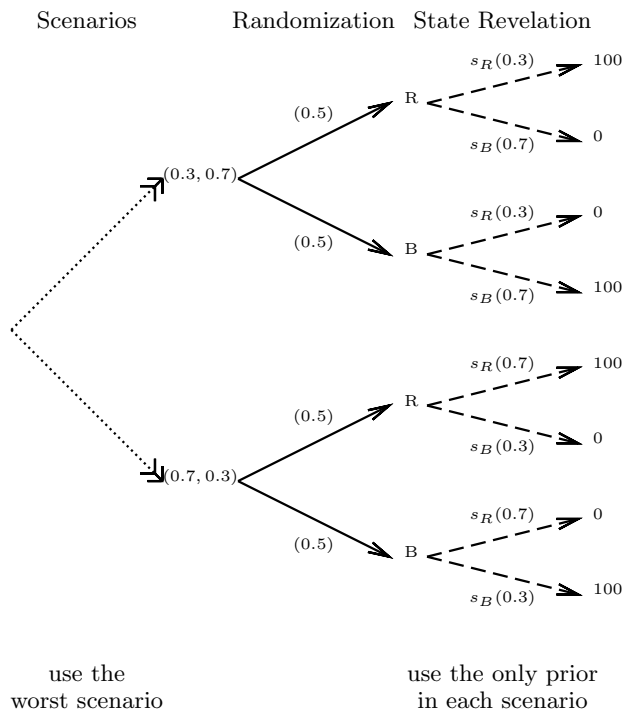 Scenarios Randomization State Revelation
s_R(0.3) 100
R
(0.5)
s_B(0.7) 0
(0.3, 0.7)
s_R(0.3) 0
(0.5) B
s_B(0.7) 100
s_R(0.7) 100
R
(0.5)
s_B(0.3) 0
(0.7, 0.3)
s_R(0.7) 0
(0.5) B
s_B(0.3) 100
use the
worst scenario
use the only prior
in each scenario